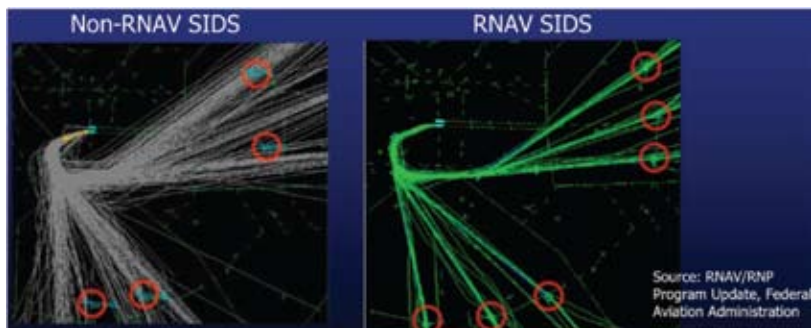 Non-RNAV SIDS
RNAV SIDS
Source: RNAV/RNP
Program Update, Federal
Aviation Administration